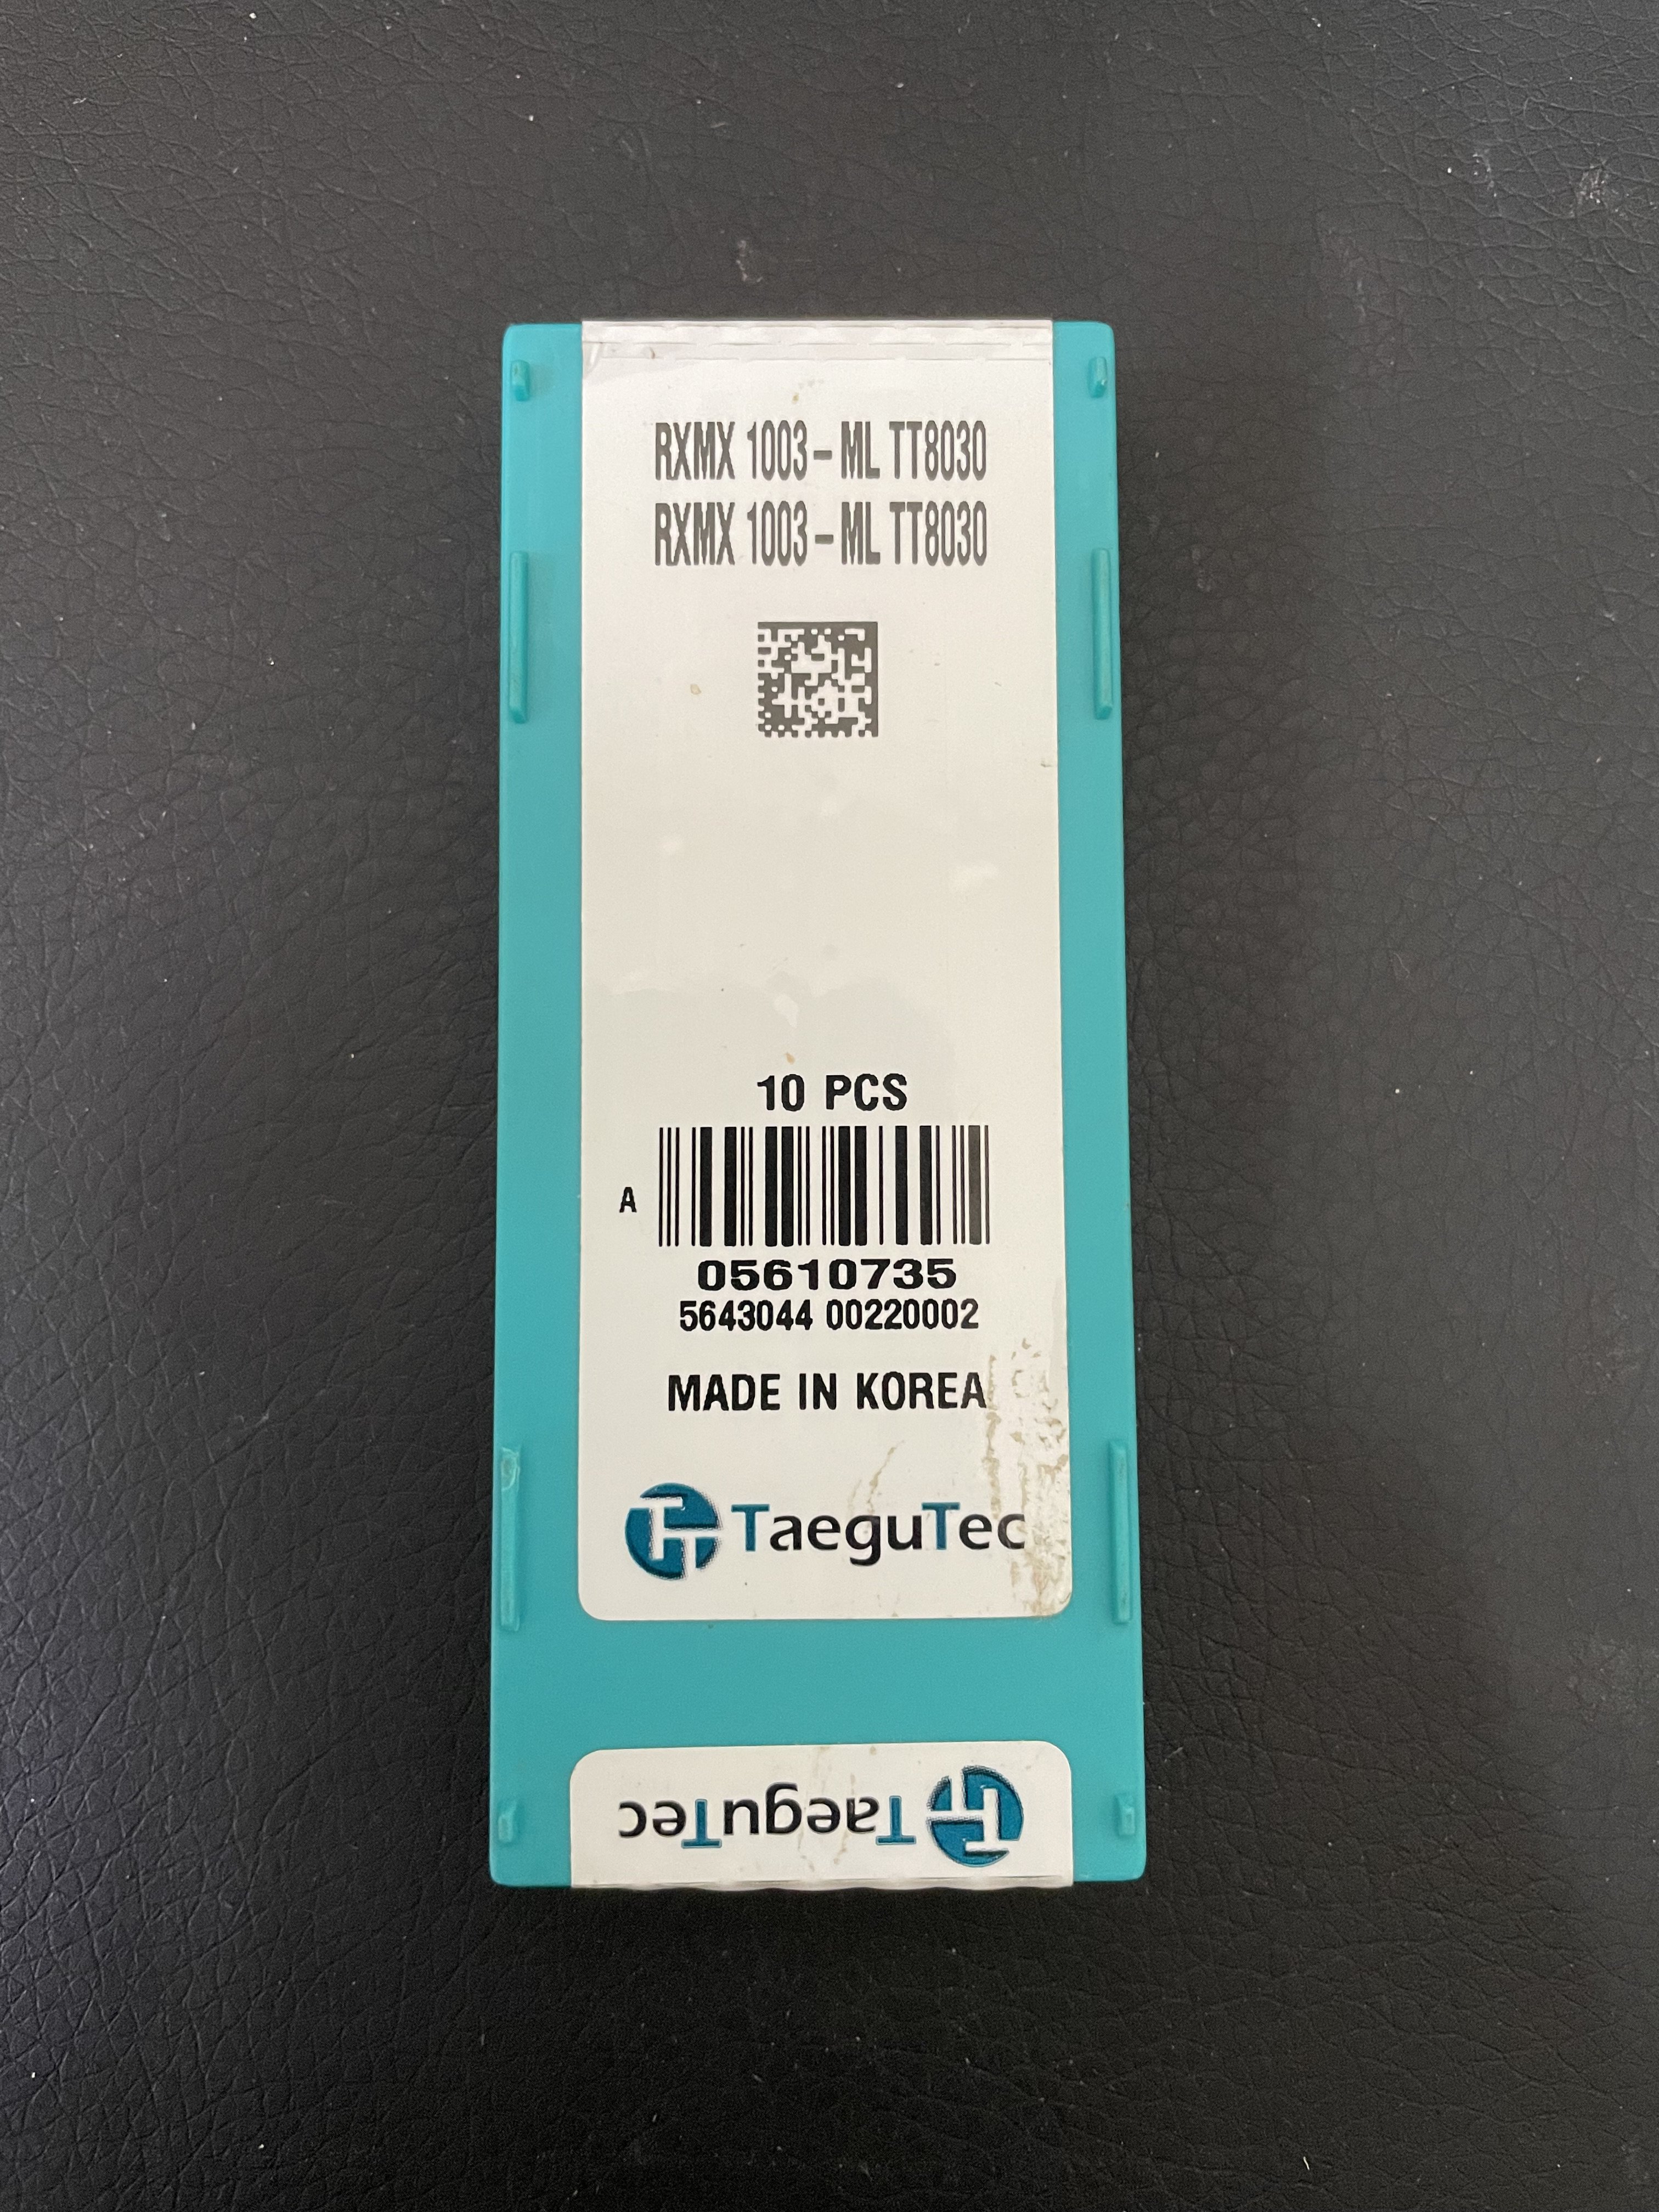 RXMX 1003-ML TT8030
RXMX 1003-ML TT8030
10 PCS
A
05610735
5643044 00220002
MADE IN KOREA
TaeguTec
TaeguTec